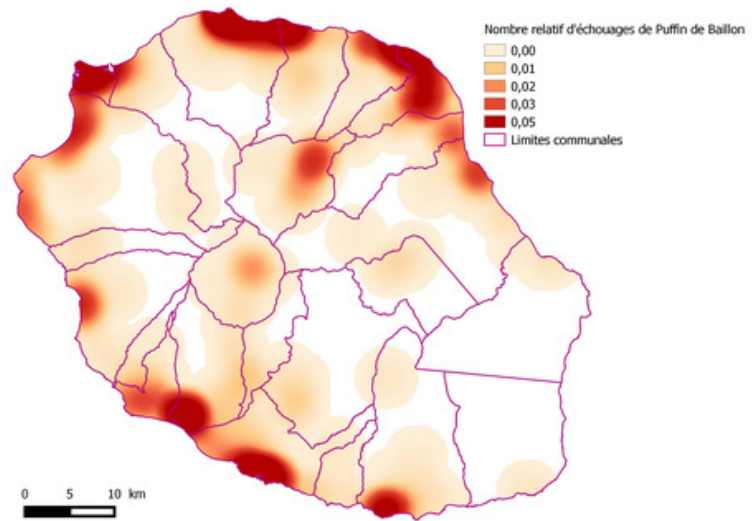 Nombre relatif d'échouages de Puffin de Baillon
0,00
0,01
0,02
0,03
0,05
Limites communales
0 5 10 km